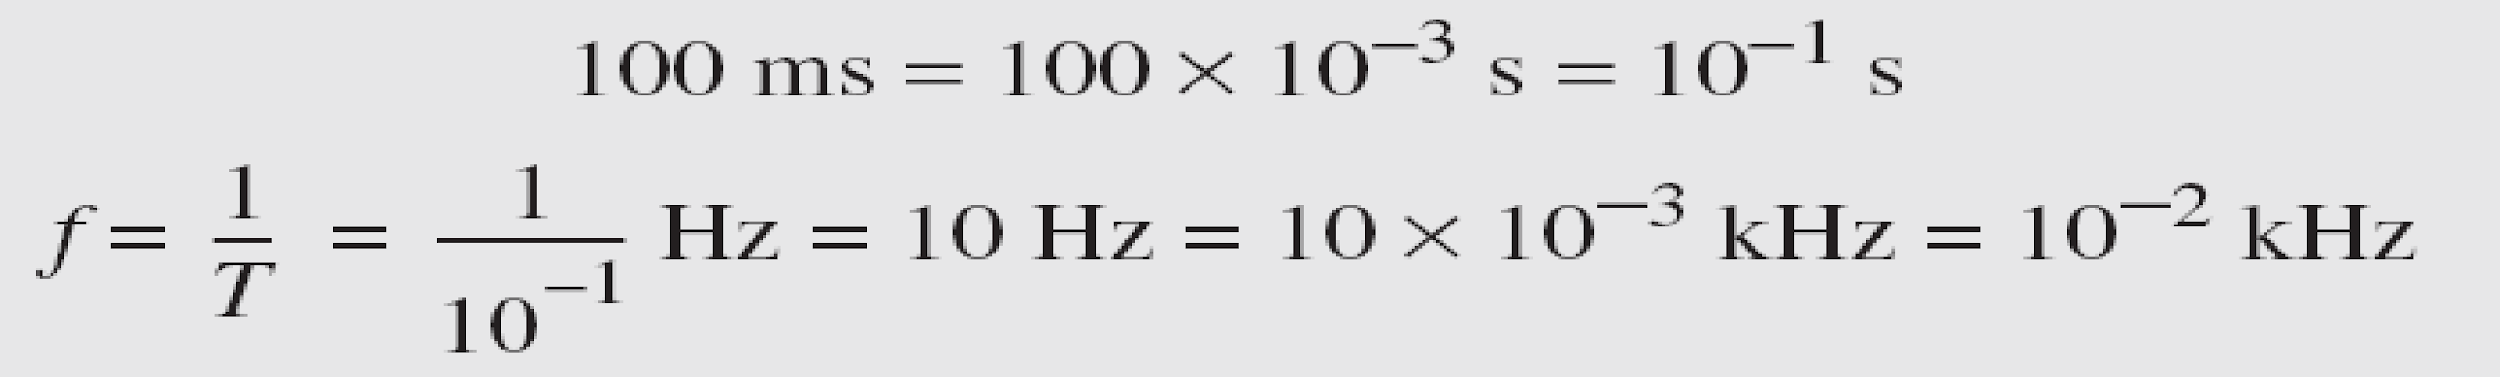 100 ms = 100 × 10⁻³ s = 10⁻¹ s
f = 1/T = 1/10⁻¹ Hz = 10 Hz = 10 × 10⁻³ kHz = 10⁻² kHz